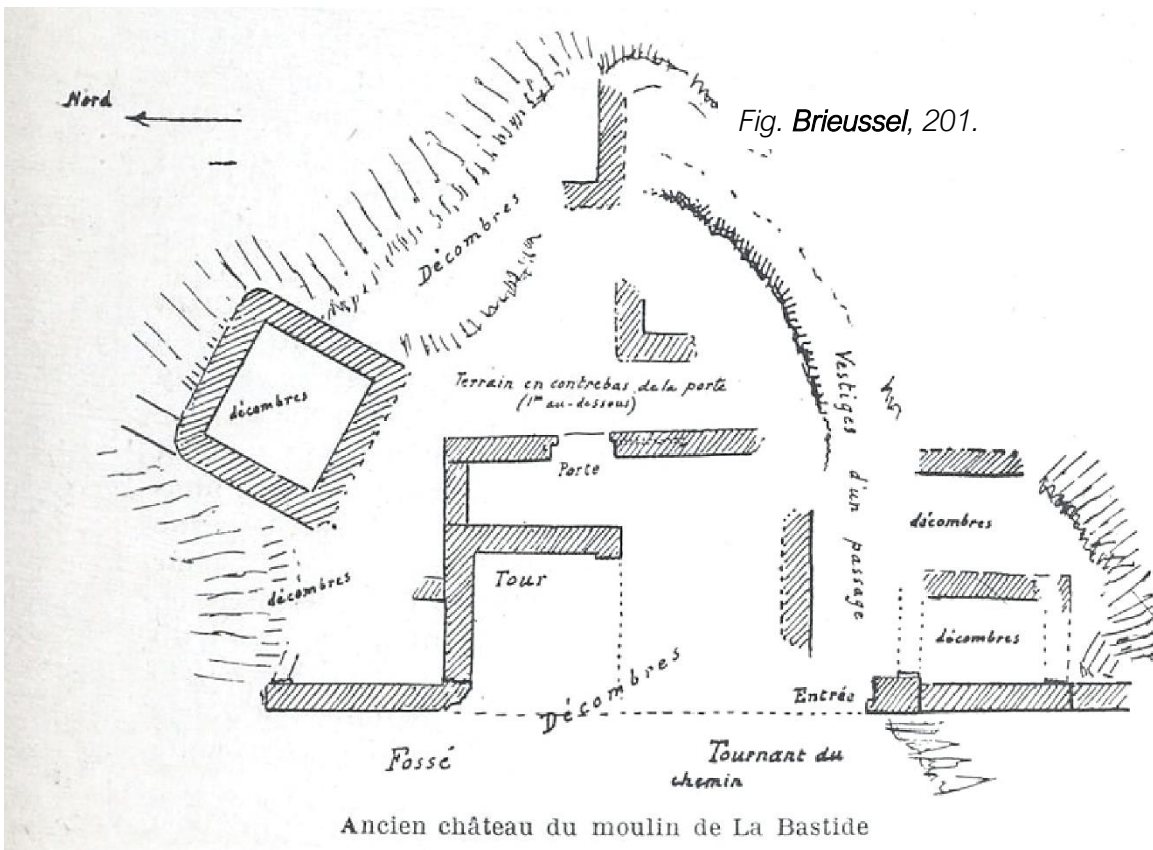 Nord
Fig. Brieussel, 201.
Décombres
décombres
Terrain en contrebas de la porte
(1m au-dessous)
Vestiges d'un passage
Porte
décombres
décombres
Tour
décombres
Décombres
Entrée
Fossé
Tournant du
chemin
Ancien château du moulin de La Bastide